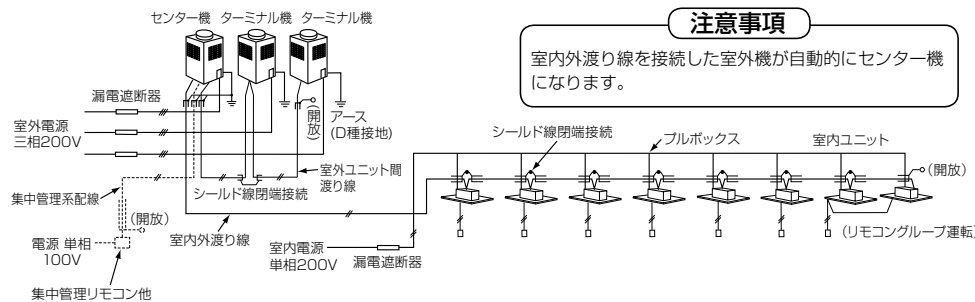 センター機 ターミナル機 ターミナル機
注意事項
室内外渡り線を接続した室外機が自動的にセンター機
になります。
漏電遮断器
(開放)
アース
(D種接地)
室外電源
三相200V
シールド線閉端接続
プルボックス
室内ユニット
室外ユニット間
渡り線
(開放)
集中管理系配線
シールド線閉端接続
(開放)
室内外渡り線
電源 単相
100V
室内電源
単相200V
漏電遮断器
(リモコングループ運転)
集中管理リモコン他